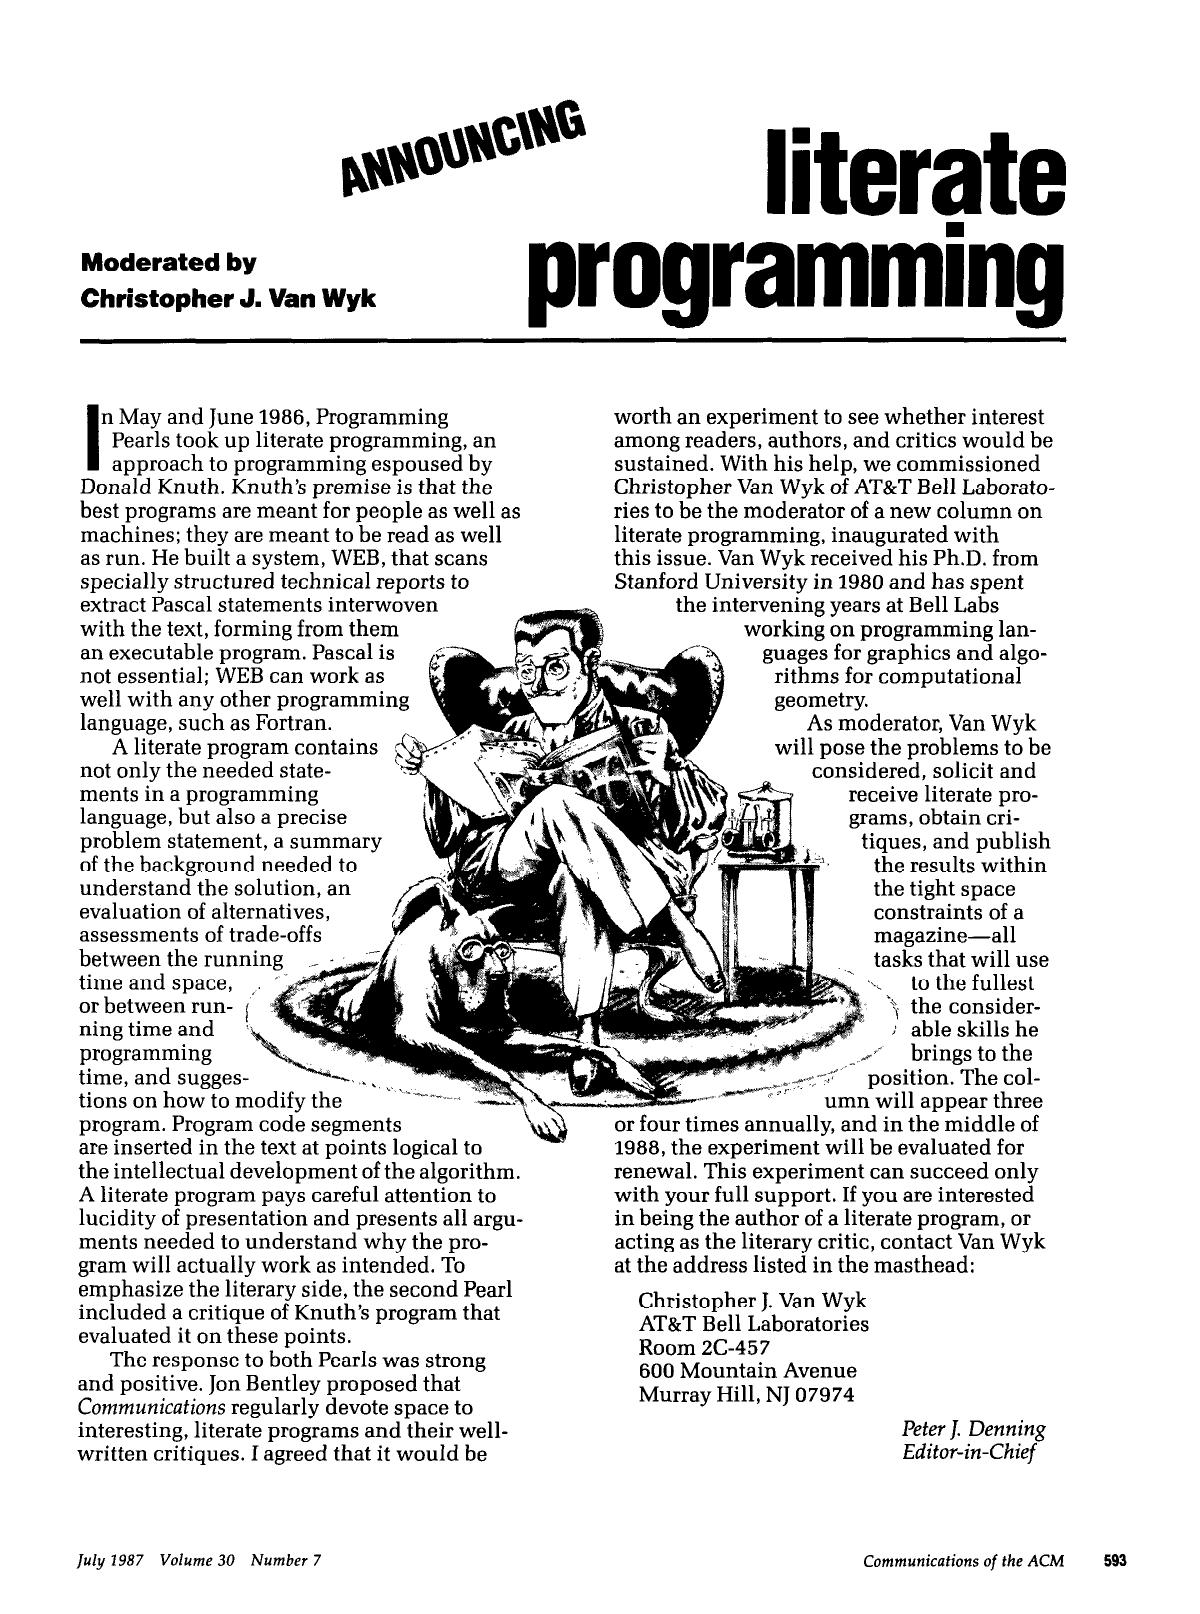 ANNOUNCING
literate
programming
Moderated by
Christopher J. Van Wyk
In May and June 1986, Programming
Pearls took up literate programming, an
approach to programming espoused by
Donald Knuth. Knuth's premise is that the
best programs are meant for people as well as
machines; they are meant to be read as well
as run. He built a system, WEB, that scans
specially structured technical reports to
extract Pascal statements interwoven
with the text, forming from them
an executable program. Pascal is
not essential; WEB can work as
well with any other programming
language, such as Fortran.
A literate program contains
not only the needed state-
ments in a programming
language, but also a precise
problem statement, a summary
of the background needed to
understand the solution, an
evaluation of alternatives,
assessments of trade-offs
between the running
time and space,
or between run-
ning time and
programming
time, and sugges-
tions on how to modify the
program. Program code segments
are inserted in the text at points logical to
the intellectual development of the algorithm.
A literate program pays careful attention to
lucidity of presentation and presents all argu-
ments needed to understand why the pro-
gram will actually work as intended. To
emphasize the literary side, the second Pearl
included a critique of Knuth's program that
evaluated it on these points.
The response to both Pearls was strong
and positive. Jon Bentley proposed that
Communications regularly devote space to
interesting, literate programs and their well-
written critiques. I agreed that it would be
worth an experiment to see whether interest
among readers, authors, and critics would be
sustained. With his help, we commissioned
Christopher Van Wyk of AT&T Bell Laborato-
ries to be the moderator of a new column on
literate programming, inaugurated with
this issue. Van Wyk received his Ph.D. from
Stanford University in 1980 and has spent
the intervening years at Bell Labs
working on programming lan-
guages for graphics and algo-
rithms for computational
geometry.
As moderator, Van Wyk
will pose the problems to be
considered, solicit and
receive literate pro-
grams, obtain cri-
tiques, and publish
the results within
the tight space
constraints of a
magazine—all
tasks that will use
to the fullest
the consider-
able skills he
brings to the
position. The col-
umn will appear three
or four times annually, and in the middle of
1988, the experiment will be evaluated for
renewal. This experiment can succeed only
with your full support. If you are interested
in being the author of a literate program, or
acting as the literary critic, contact Van Wyk
at the address listed in the masthead:
Christopher J. Van Wyk
AT&T Bell Laboratories
Room 2C-457
600 Mountain Avenue
Murray Hill, NJ 07974
Peter J. Denning
Editor-in-Chief
July 1987 Volume 30 Number 7
Communications of the ACM 593